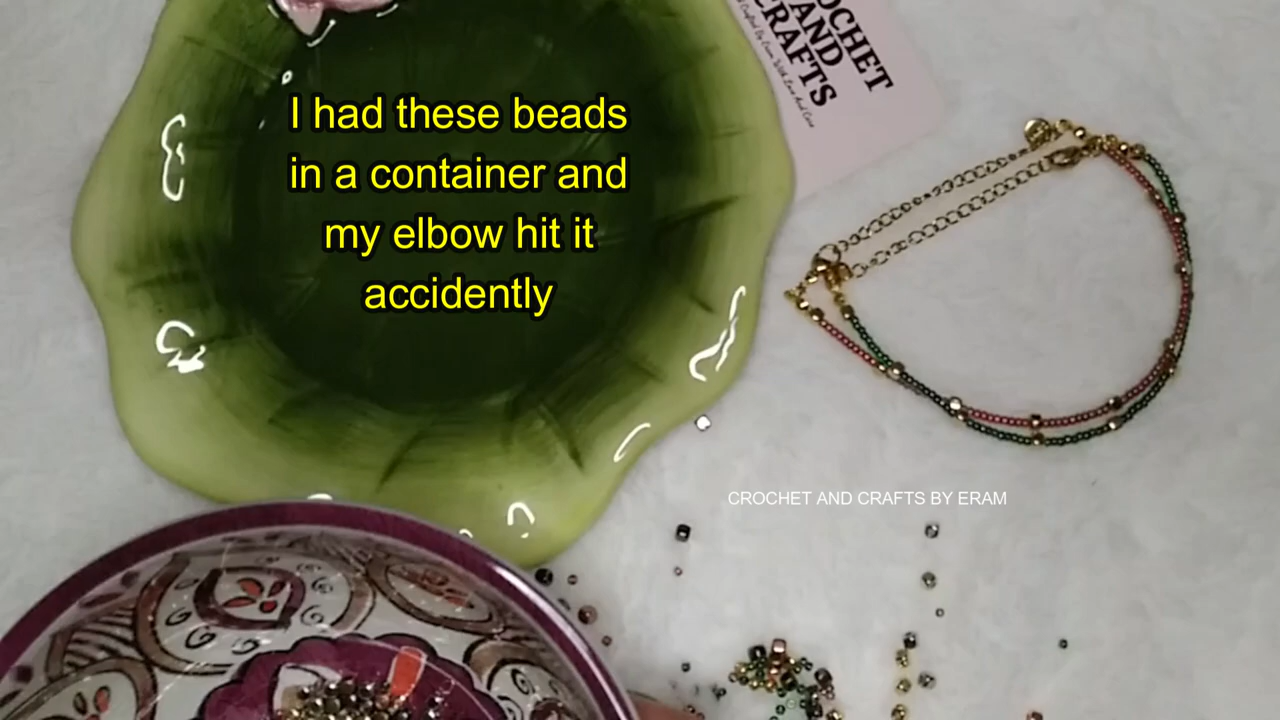 I had these beads
in a container and
my elbow hit it
accidently
CROCHET
AND
CRAFTS
CROCHET AND CRAFTS BY ERAM